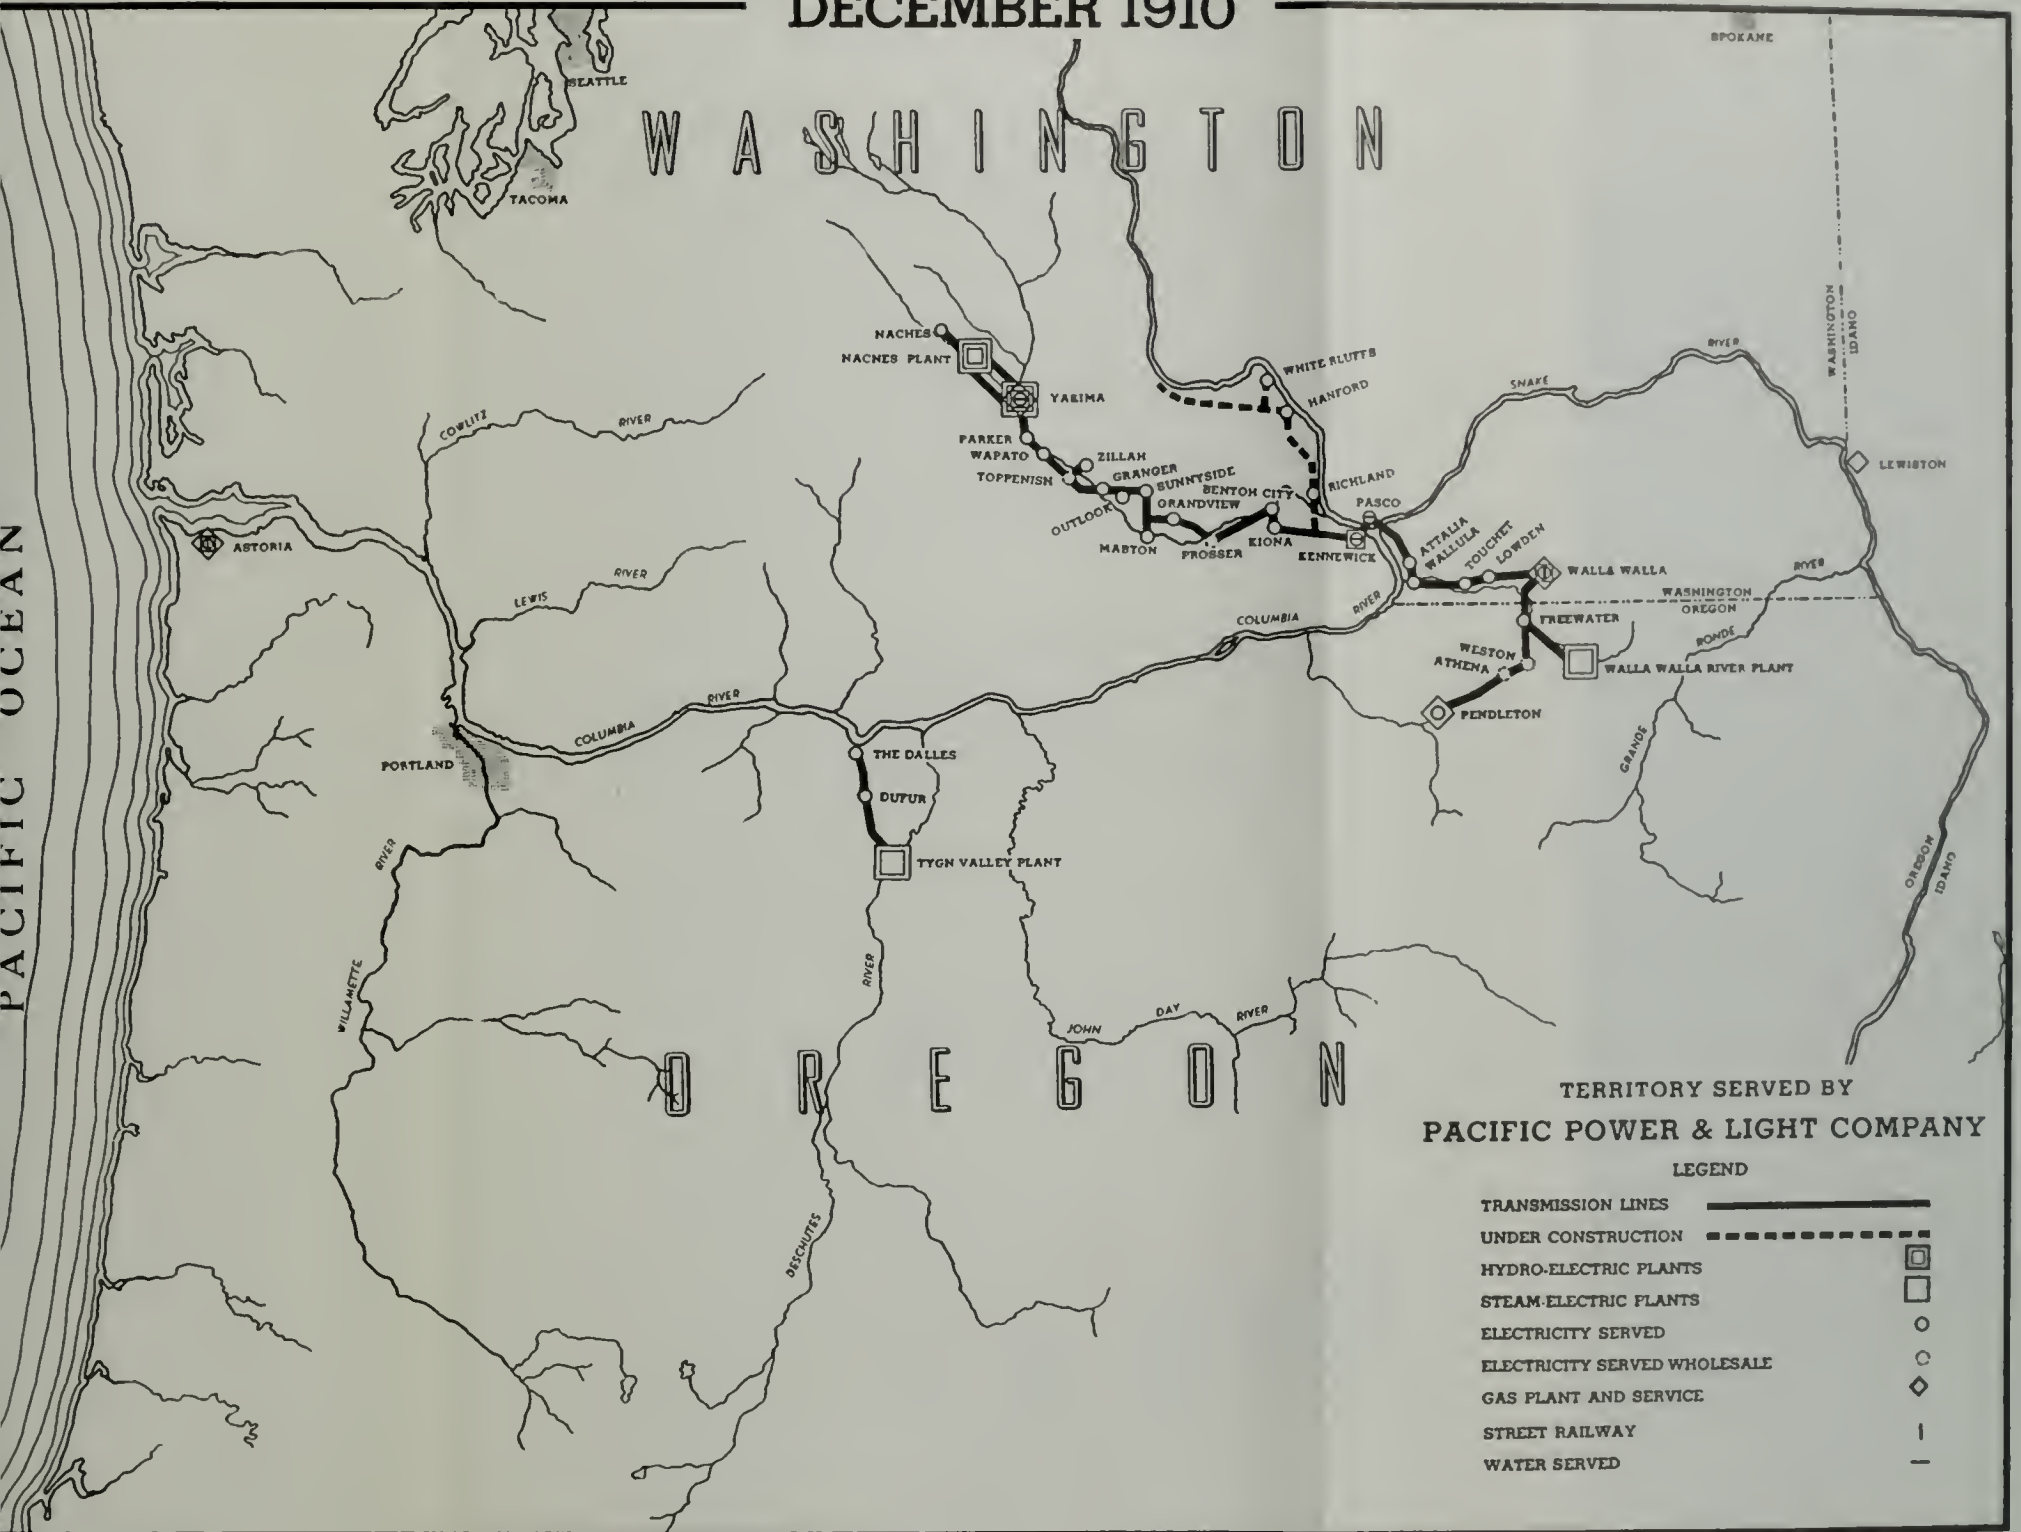 DECEMBER 1910
SPOKANE
SEATTLE
WASHINGTON
TACOMA
WASHINGTON
IDAHO
NACHES
NACHES PLANT
YAKIMA
WHITE BLUFFS
HANFORD
SNAKE
RIVER
COWLITZ
RIVER
PARKER
WAPATO
ZILLAH
TOPPENISH
GRANGER
SUNNYSIDE
BENTON CITY
RICHLAND
LEWISTON
OUTLOOK
GRANDVIEW
PASCO
MABTON
PROSSER
KIONA
KENNEWICK
ATTALIA
WALLULA
TOUCHET
LOWDEN
WALLA WALLA
ASTORIA
PACIFIC OCEAN
LEWIS
RIVER
COLUMBIA
RIVER
WASHINGTON
OREGON
RIVER
FREEWATER
RONDE
GRANDE
WESTON
ATHENA
WALLA WALLA RIVER PLANT
PENDLETON
COLUMBIA
RIVER
PORTLAND
THE DALLES
DUFUR
TYGH VALLEY PLANT
RIVER
WILLAMETTE
RIVER
DESCHUTES
JOHN
DAY
RIVER
OREGON
IDAHO
OREGON
TERRITORY SERVED BY
PACIFIC POWER & LIGHT COMPANY
LEGEND
TRANSMISSION LINES
UNDER CONSTRUCTION
HYDRO-ELECTRIC PLANTS
STEAM-ELECTRIC PLANTS
ELECTRICITY SERVED
ELECTRICITY SERVED WHOLESALE
GAS PLANT AND SERVICE
STREET RAILWAY
WATER SERVED